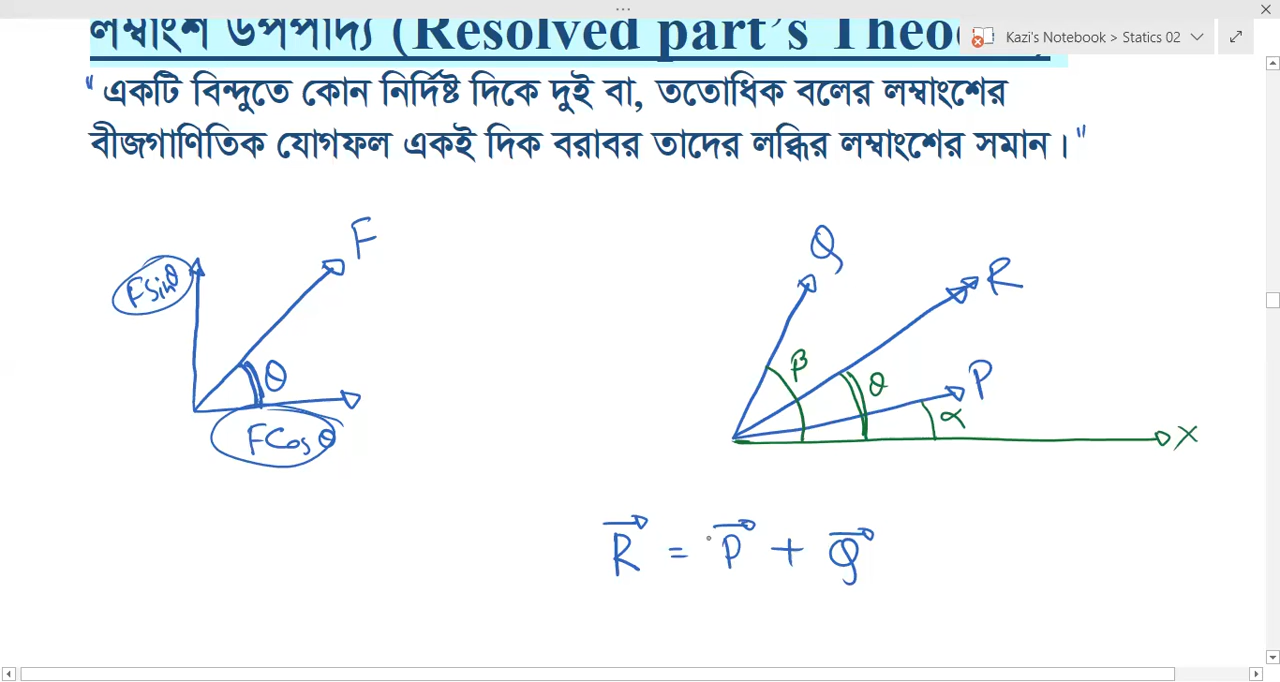 লম্বাংশ উপপাদ্য (Resolved part's Theo
Kazi's Notebook > Statics 02
"একটি বিন্দুতে কোন নির্দিষ্ট দিকে দুই বা, ততোধিক বলের লম্বাংশের
বীজগাণিতিক যোগফল একই দিক বরাবর তাদের লব্ধির লম্বাংশের সমান।"
F
FSinθ
θ
FCosθ
Q
R
β
θ
P
α
X
R = P + Q